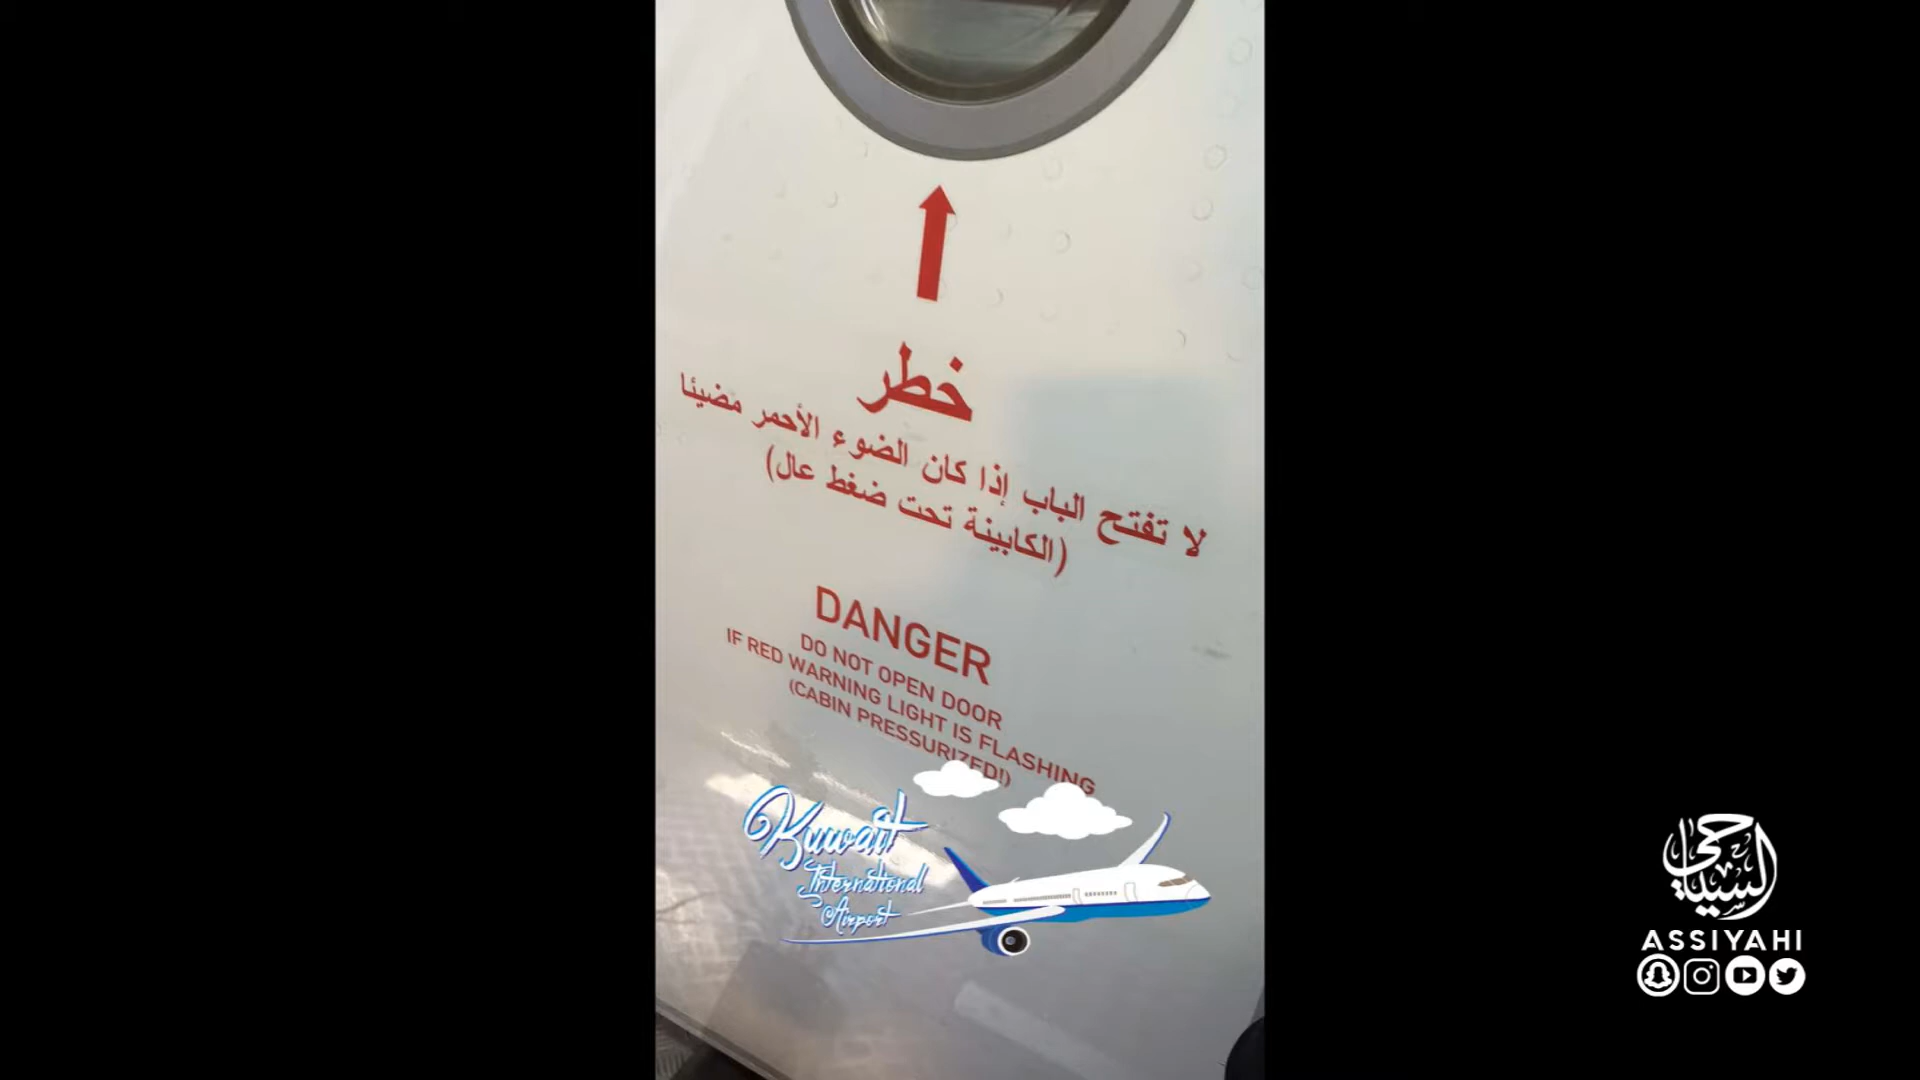 خطر
لا تفتح الباب إذا كان الضوء الأحمر مضيئا
(الكابينة تحت ضغط عال)
DANGER
DO NOT OPEN DOOR
IF RED WARNING LIGHT IS FLASHING
(CABIN PRESSURIZED!)
Kuwait
International
Airport
السياحي
ASSIYAHI